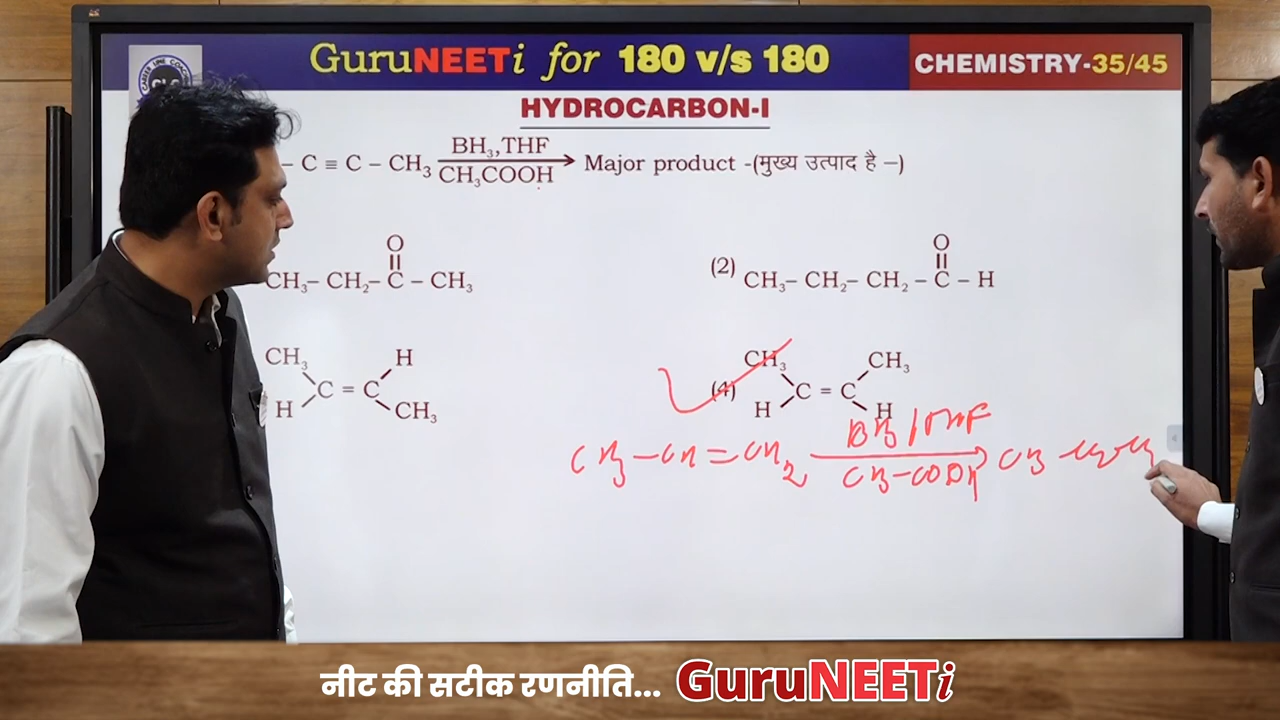 GuruNEETi for 180 v/s 180
CHEMISTRY-35/45
HYDROCARBON-I
– C ≡ C – CH₃
BH₃,THF
CH₃COOH
Major product -(मुख्य उत्पाद है –)
O
CH₃– CH₂– C – CH₃
(2)
O
CH₃– CH₂– CH₂ – C – H
CH₃ H
C = C
H CH₃
(4)
CH₃ CH₃
C = C
H H
CH3–CH=CH2
BH3/THF
CH3–COOH
CH3
नीट की सटीक रणनीति... GuruNEETi